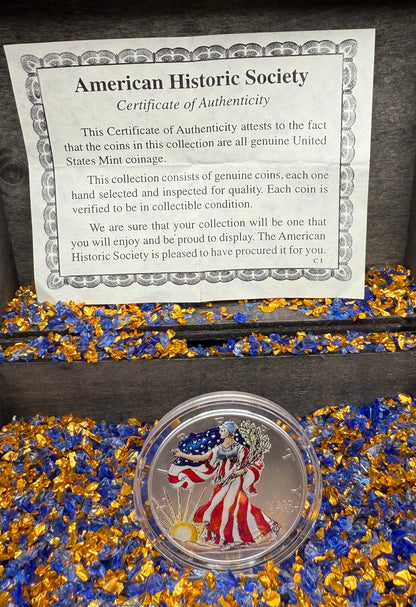 American Historic Society
Certificate of Authenticity
This Certificate of Authenticity attests to the fact
that the coins in this collection are all genuine United
States Mint coinage.
This collection consists of genuine coins, each one
hand selected and inspected for quality. Each coin is
verified to be in collectible condition.
We are sure that your collection will be one that
you will enjoy and be proud to display. The American
Historic Society is pleased to have procured it for you.
C 1